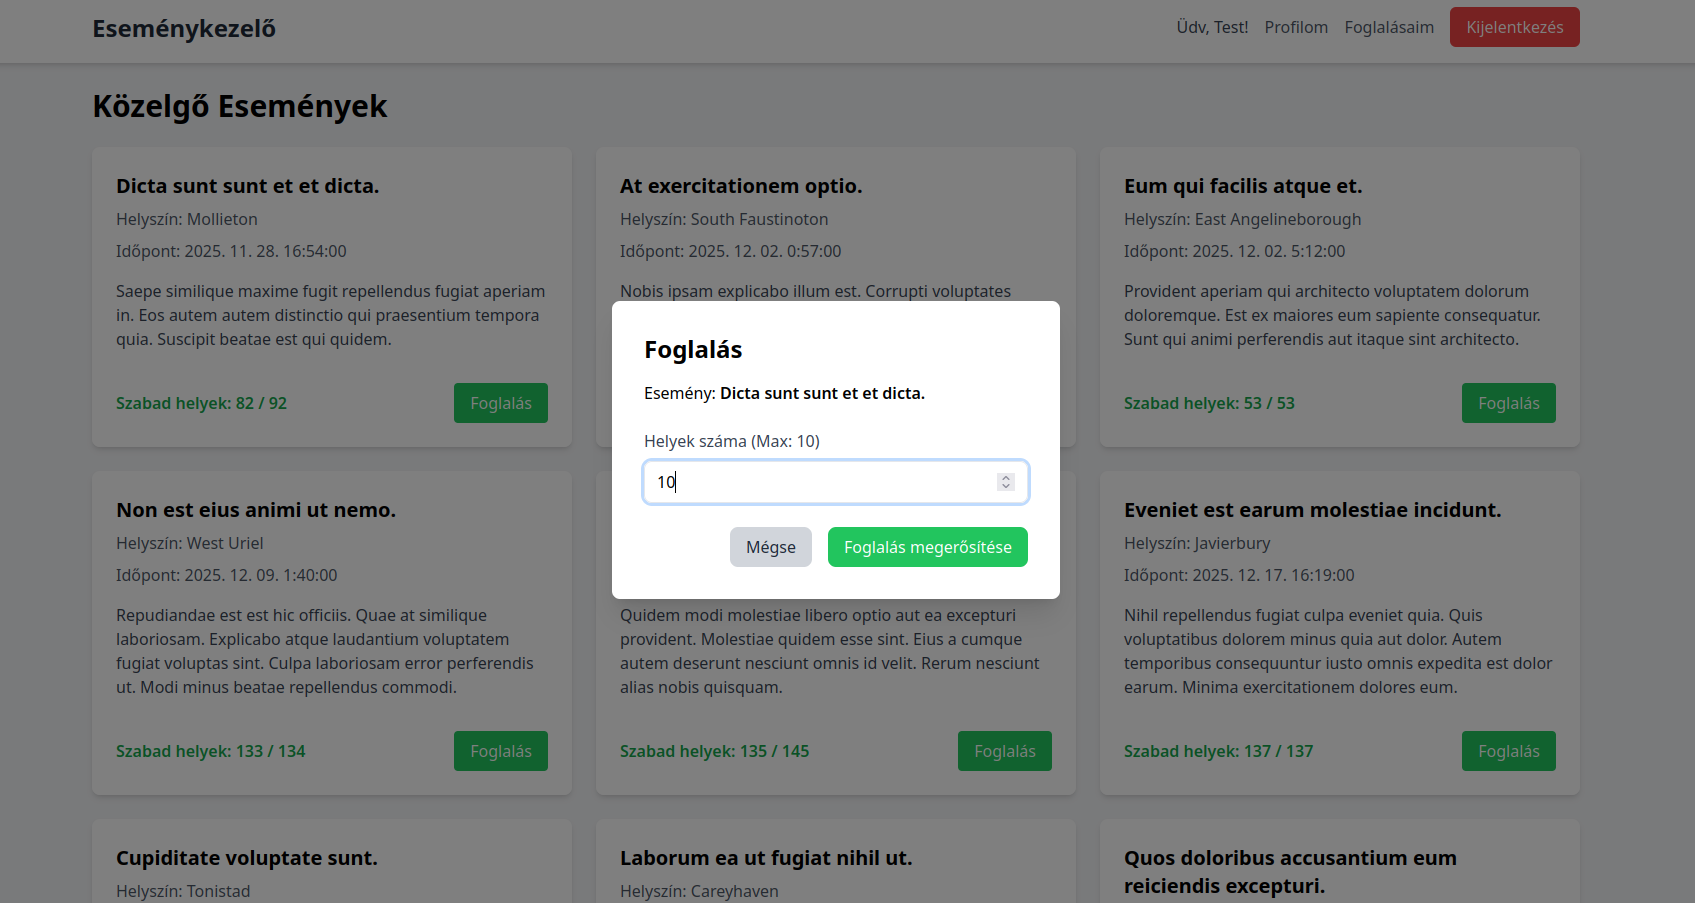 Eseménykezelő
Üdv, Test! Profilom Foglalásaim Kijelentkezés
Közelgő Események
Dicta sunt sunt et et dicta.
Helyszín: Mollieton
Időpont: 2025. 11. 28. 16:54:00
Saepe similique maxime fugit repellendus fugiat aperiam
in. Eos autem autem distinctio qui praesentium tempora
quia. Suscipit beatae est qui quidem.
Szabad helyek: 82 / 92
Foglalás
At exercitationem optio.
Helyszín: South Faustinoton
Időpont: 2025. 12. 02. 0:57:00
Nobis ipsam explicabo illum est. Corrupti voluptates
Eum qui facilis atque et.
Helyszín: East Angelineborough
Időpont: 2025. 12. 02. 5:12:00
Provident aperiam qui architecto voluptatem dolorum
doloremque. Est ex maiores eum sapiente consequatur.
Sunt qui animi perferendis aut itaque sint architecto.
Szabad helyek: 53 / 53
Foglalás
Foglalás
Esemény: Dicta sunt sunt et et dicta.
Helyek száma (Max: 10)
10
Mégse
Foglalás megerősítése
Non est eius animi ut nemo.
Helyszín: West Uriel
Időpont: 2025. 12. 09. 1:40:00
Repudiandae est est hic officiis. Quae at similique
laboriosam. Explicabo atque laudantium voluptatem
fugiat voluptas sint. Culpa laboriosam error perferendis
ut. Modi minus beatae repellendus commodi.
Szabad helyek: 133 / 134
Foglalás
Quidem modi molestiae libero optio aut ea excepturi
provident. Molestiae quidem esse sint. Eius a cumque
autem deserunt nesciunt omnis id velit. Rerum nesciunt
alias nobis quisquam.
Szabad helyek: 135 / 145
Foglalás
Eveniet est earum molestiae incidunt.
Helyszín: Javierbury
Időpont: 2025. 12. 17. 16:19:00
Nihil repellendus fugiat culpa eveniet quia. Quis
voluptatibus dolorem minus quia aut dolor. Autem
temporibus consequuntur iusto omnis expedita est dolor
earum. Minima exercitationem dolores eum.
Szabad helyek: 137 / 137
Foglalás
Cupiditate voluptate sunt.
Helyszín: Tonistad
Laborum ea ut fugiat nihil ut.
Helyszín: Careyhaven
Quos doloribus accusantium eum
reiciendis excepturi.